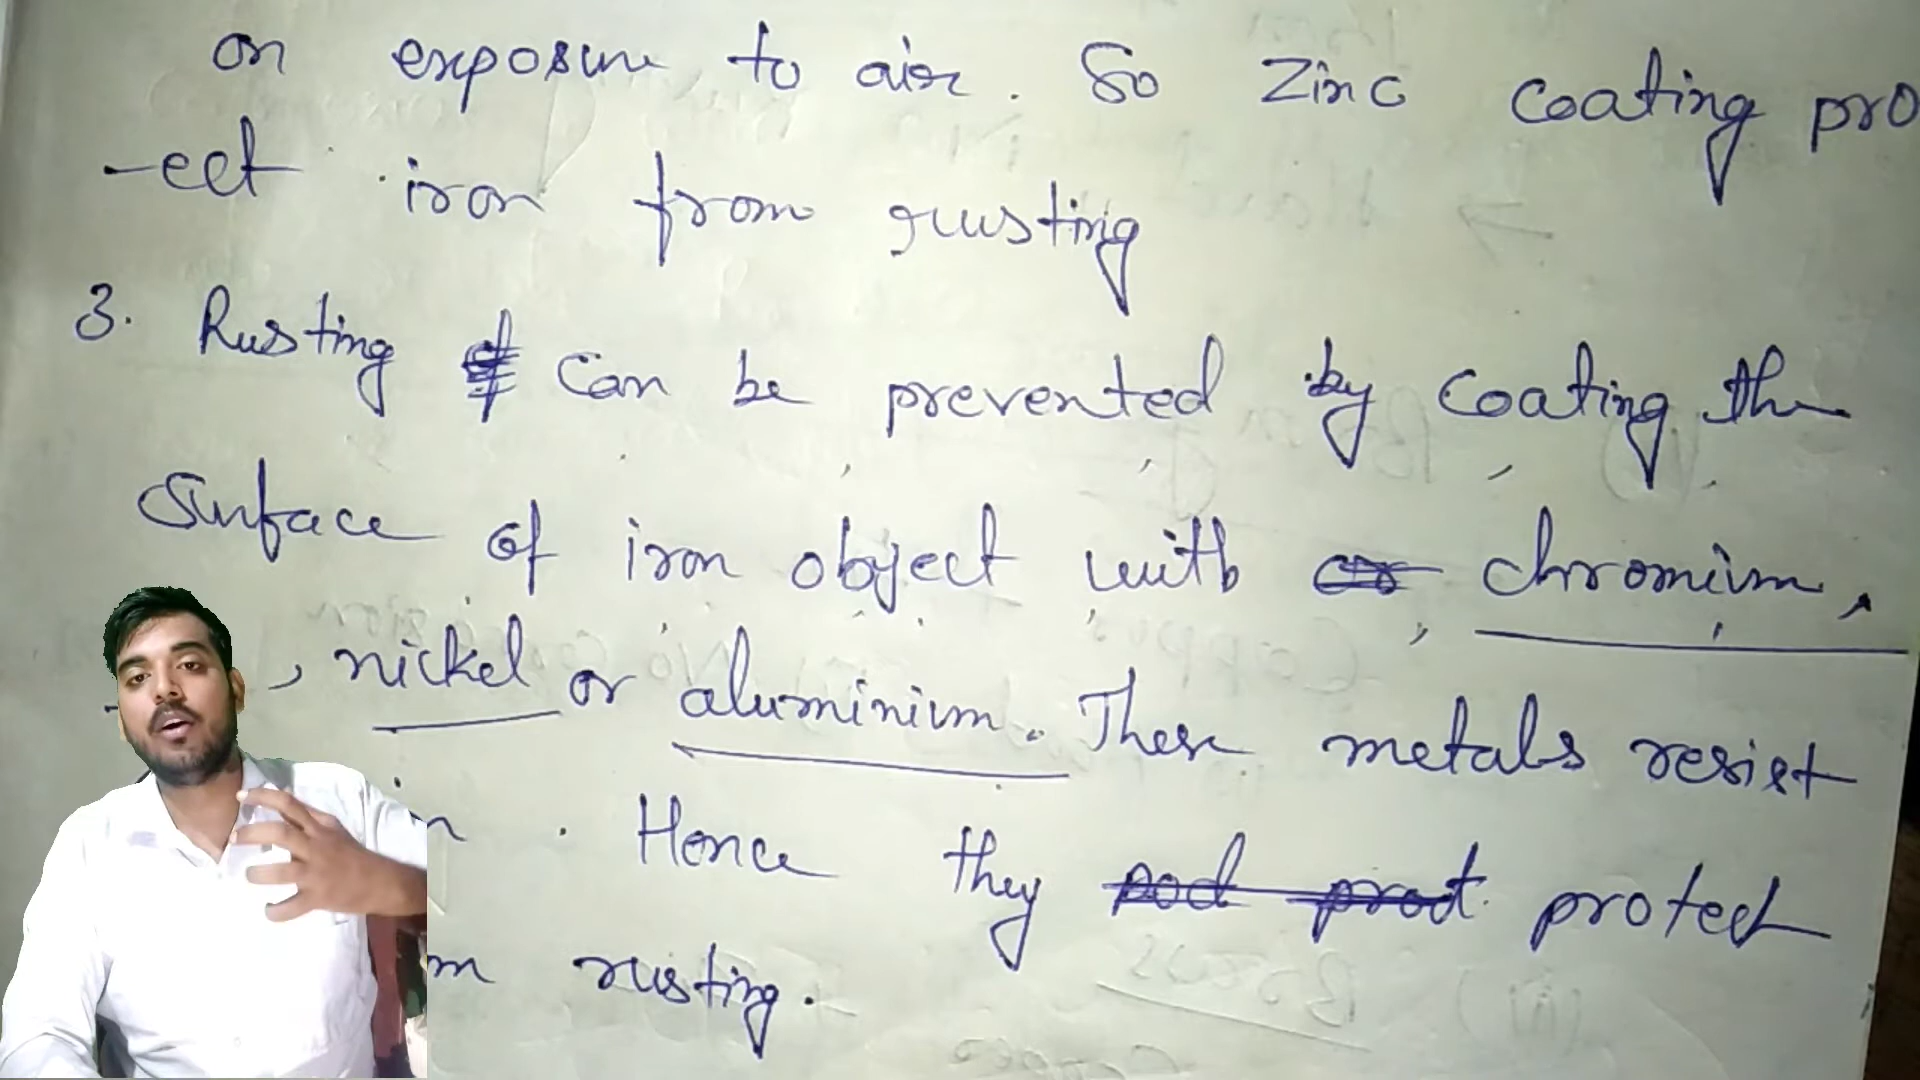 on exposure to air. So Zinc coating pro
-ect iron from rusting
3. Rusting can be prevented by coating the
surface of iron object with chromium,
, nickel or aluminium. These metals resist
. Hence they protect
m rusting.